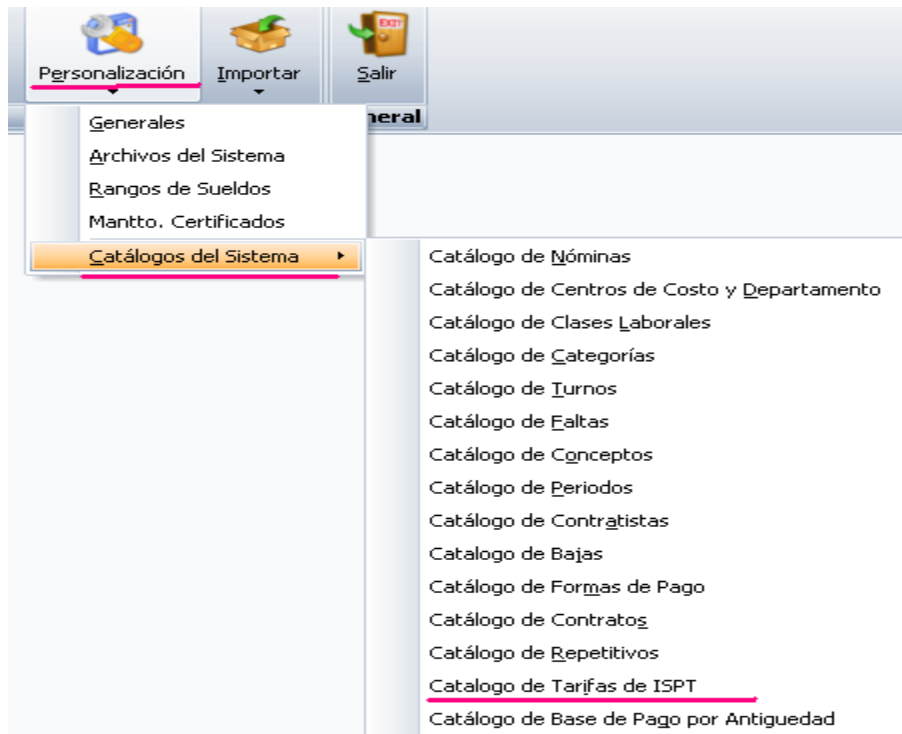 EXIT
Personalización
Importar
Salir
neral
Generales
Archivos del Sistema
Rangos de Sueldos
Mantto. Certificados
Catálogos del Sistema
Catálogo de Nóminas
Catálogo de Centros de Costo y Departamento
Catálogo de Clases Laborales
Catálogo de Categorías
Catálogo de Turnos
Catálogo de Faltas
Catálogo de Conceptos
Catálogo de Periodos
Catálogo de Contratistas
Catalogo de Bajas
Catálogo de Formas de Pago
Catálogo de Contratos
Catálogo de Repetitivos
Catalogo de Tarifas de ISPT
Catálogo de Base de Pago por Antiguedad